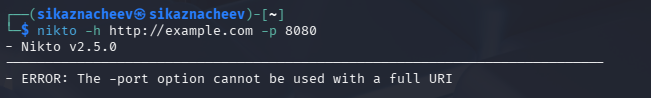 ┌──(sikaznacheev㉿sikaznacheev)-[~]
└─$ nikto -h http://example.com -p 8080
- Nikto v2.5.0
---------------------------------------------------------------------------
- ERROR: The -port option cannot be used with a full URI